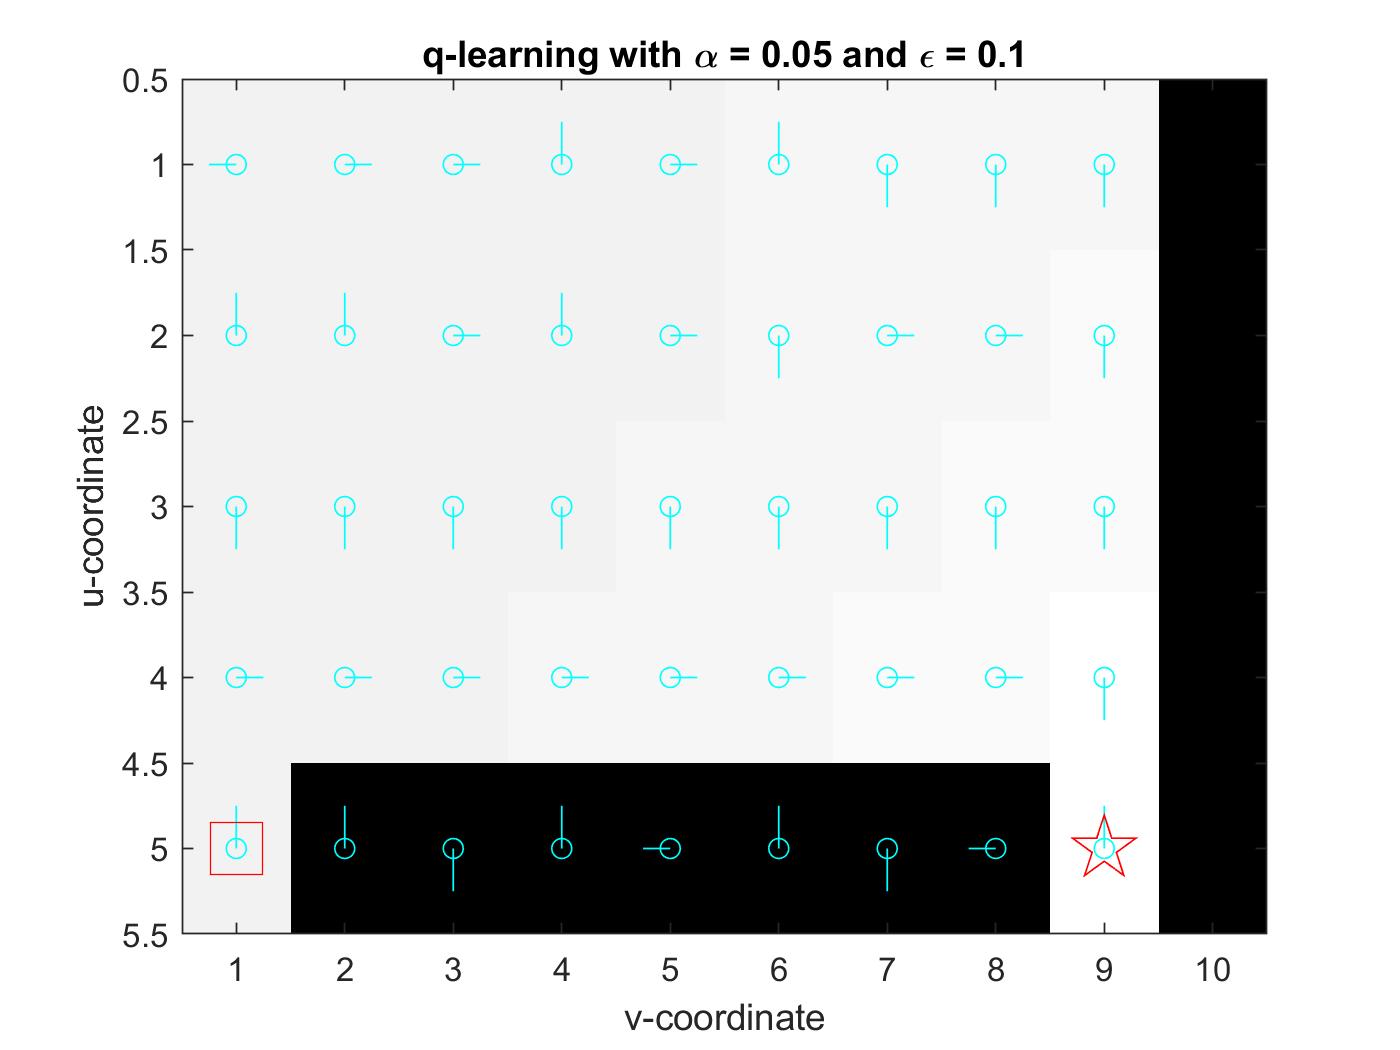 q-learning with α = 0.05 and ϵ = 0.1
0.5
1
1.5
2
2.5
3
3.5
4
4.5
5
5.5
u-coordinate
1 2 3 4 5 6 7 8 9 10
v-coordinate